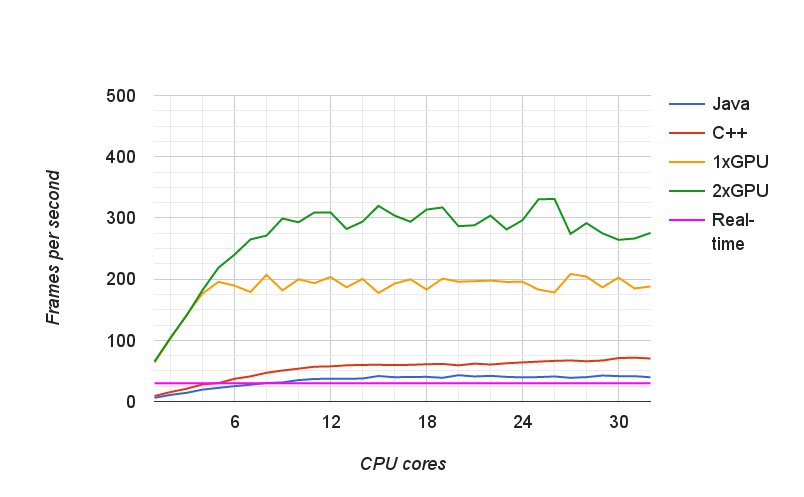 500
400
300
200
100
0
Frames per second
6
12
18
24
30
CPU cores
Java
C++
1xGPU
2xGPU
Real-
time